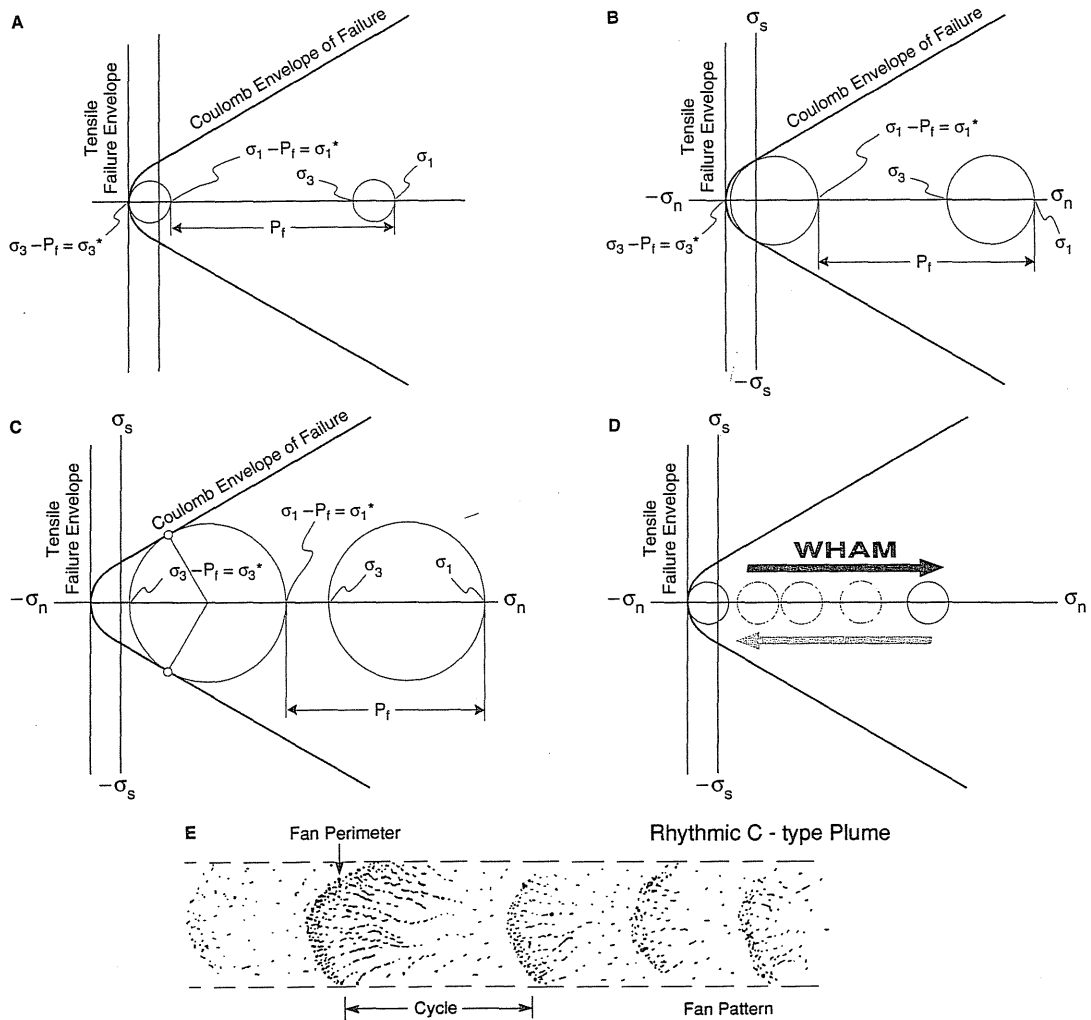 A
Tensile
Failure Envelope
Coulomb Envelope of Failure
σ1 – Pf = σ1*
σ3
σ1
σ3 – Pf = σ3*
Pf
B
σs
Tensile
Failure Envelope
Coulomb Envelope of Failure
σ1 – Pf = σ1*
σ3
–σn
σn
σ3 – Pf = σ3*
σ1
Pf
–σs
C
σs
Tensile
Failure Envelope
Coulomb Envelope of Failure
σ1 – Pf = σ1*
σ3 – Pf = σ3*
σ3
σ1
–σn
σn
Pf
–σs
D
σs
Tensile
Failure Envelope
WHAM
–σn
σn
–σs
E
Fan Perimeter
Rhythmic C - type Plume
Cycle
Fan Pattern